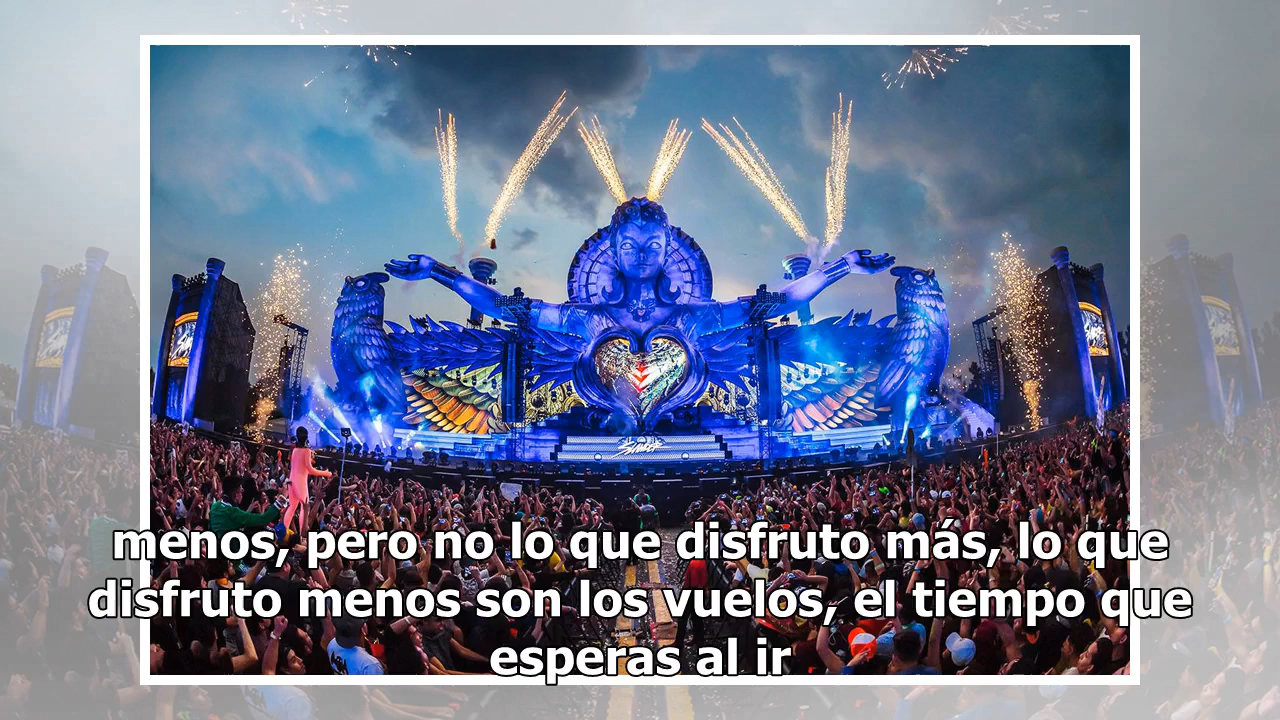 menos, pero no lo que disfruto más, lo que
disfruto menos son los vuelos, el tiempo que
esperas al ir